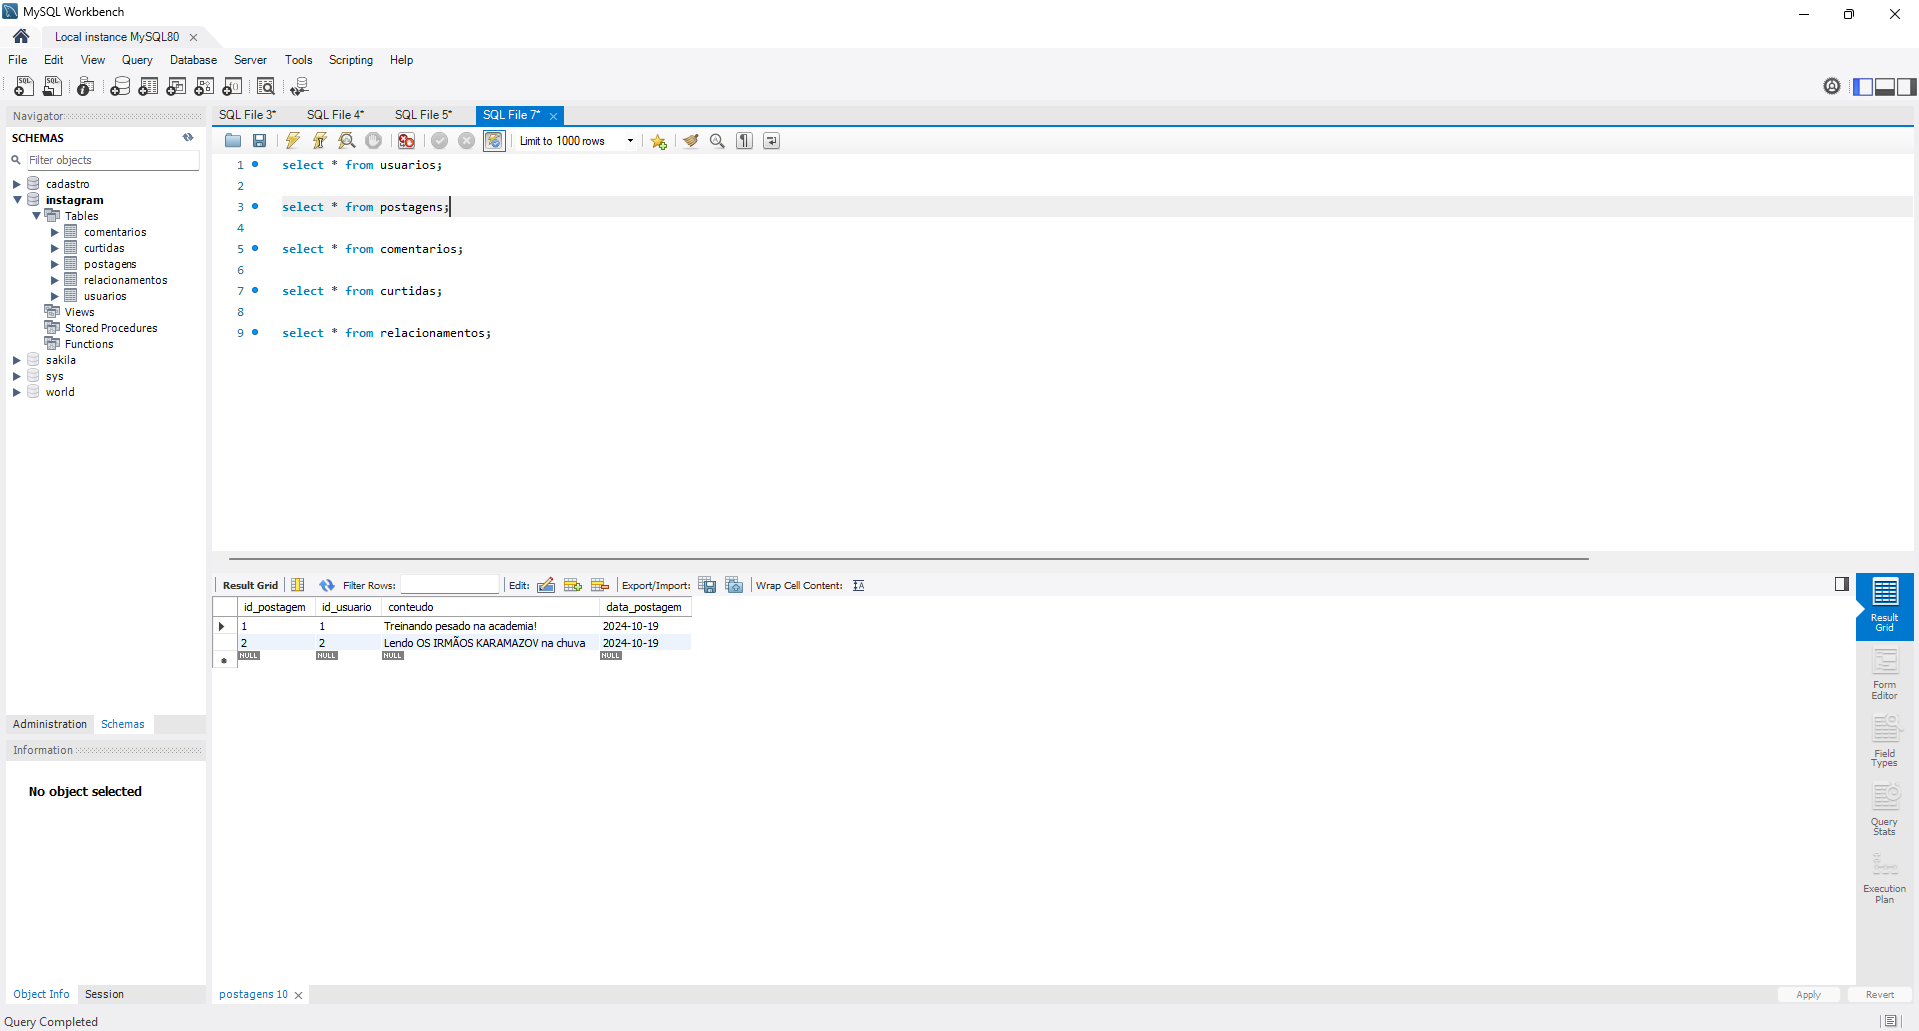 MySQL Workbench
Local instance MySQL80
File Edit View Query Database Server Tools Scripting Help
Navigator
SCHEMAS
Filter objects
cadastro
instagram
Tables
comentarios
curtidas
postagens
relacionamentos
usuarios
Views
Stored Procedures
Functions
sakila
sys
world
Administration Schemas
Information
No object selected
Object Info Session
SQL File 3* SQL File 4* SQL File 5* SQL File 7*
Limit to 1000 rows
1 select * from usuarios;
2
3 select * from postagens;
4
5 select * from comentarios;
6
7 select * from curtidas;
8
9 select * from relacionamentos;
Result Grid Filter Rows: Edit: Export/Import: Wrap Cell Content:
id_postagem id_usuario conteudo data_postagem
1 1 Treinando pesado na academia! 2024-10-19
2 2 Lendo OS IRMÃOS KARAMAZOV na chuva 2024-10-19
NULL NULL NULL NULL
Result
Grid
Form
Editor
Field
Types
Query
Stats
Execution
Plan
postagens 10
Apply Revert
Query Completed